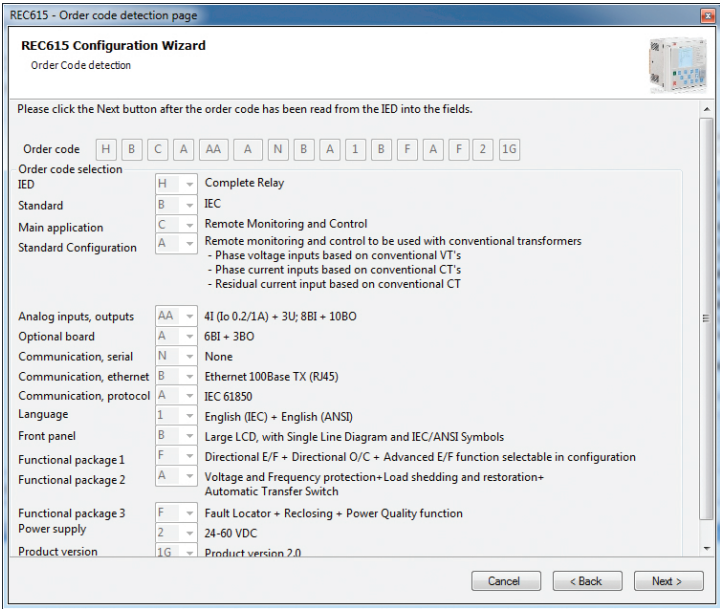 REC615 - Order code detection page
REC615 Configuration Wizard
Order Code detection
Please click the Next button after the order code has been read from the IED into the fields.
Order code H B C A AA A N B A 1 B F A F 2 1G
Order code selection
IED H Complete Relay
Standard B IEC
Main application C Remote Monitoring and Control
Standard Configuration A Remote monitoring and control to be used with conventional transformers
- Phase voltage inputs based on conventional VT's
- Phase current inputs based on conventional CT's
- Residual current input based on conventional CT
Analog inputs, outputs AA 4I (Io 0.2/1A) + 3U; 8BI + 10BO
Optional board A 6BI + 3BO
Communication, serial N None
Communication, ethernet B Ethernet 100Base TX (RJ45)
Communication, protocol A IEC 61850
Language 1 English (IEC) + English (ANSI)
Front panel B Large LCD, with Single Line Diagram and IEC/ANSI Symbols
Functional package 1 F Directional E/F + Directional O/C + Advanced E/F function selectable in configuration
Functional package 2 A Voltage and Frequency protection+Load shedding and restoration+
Automatic Transfer Switch
Functional package 3 F Fault Locator + Reclosing + Power Quality function
Power supply 2 24-60 VDC
Product version 1G Product version 2.0
Cancel < Back Next >